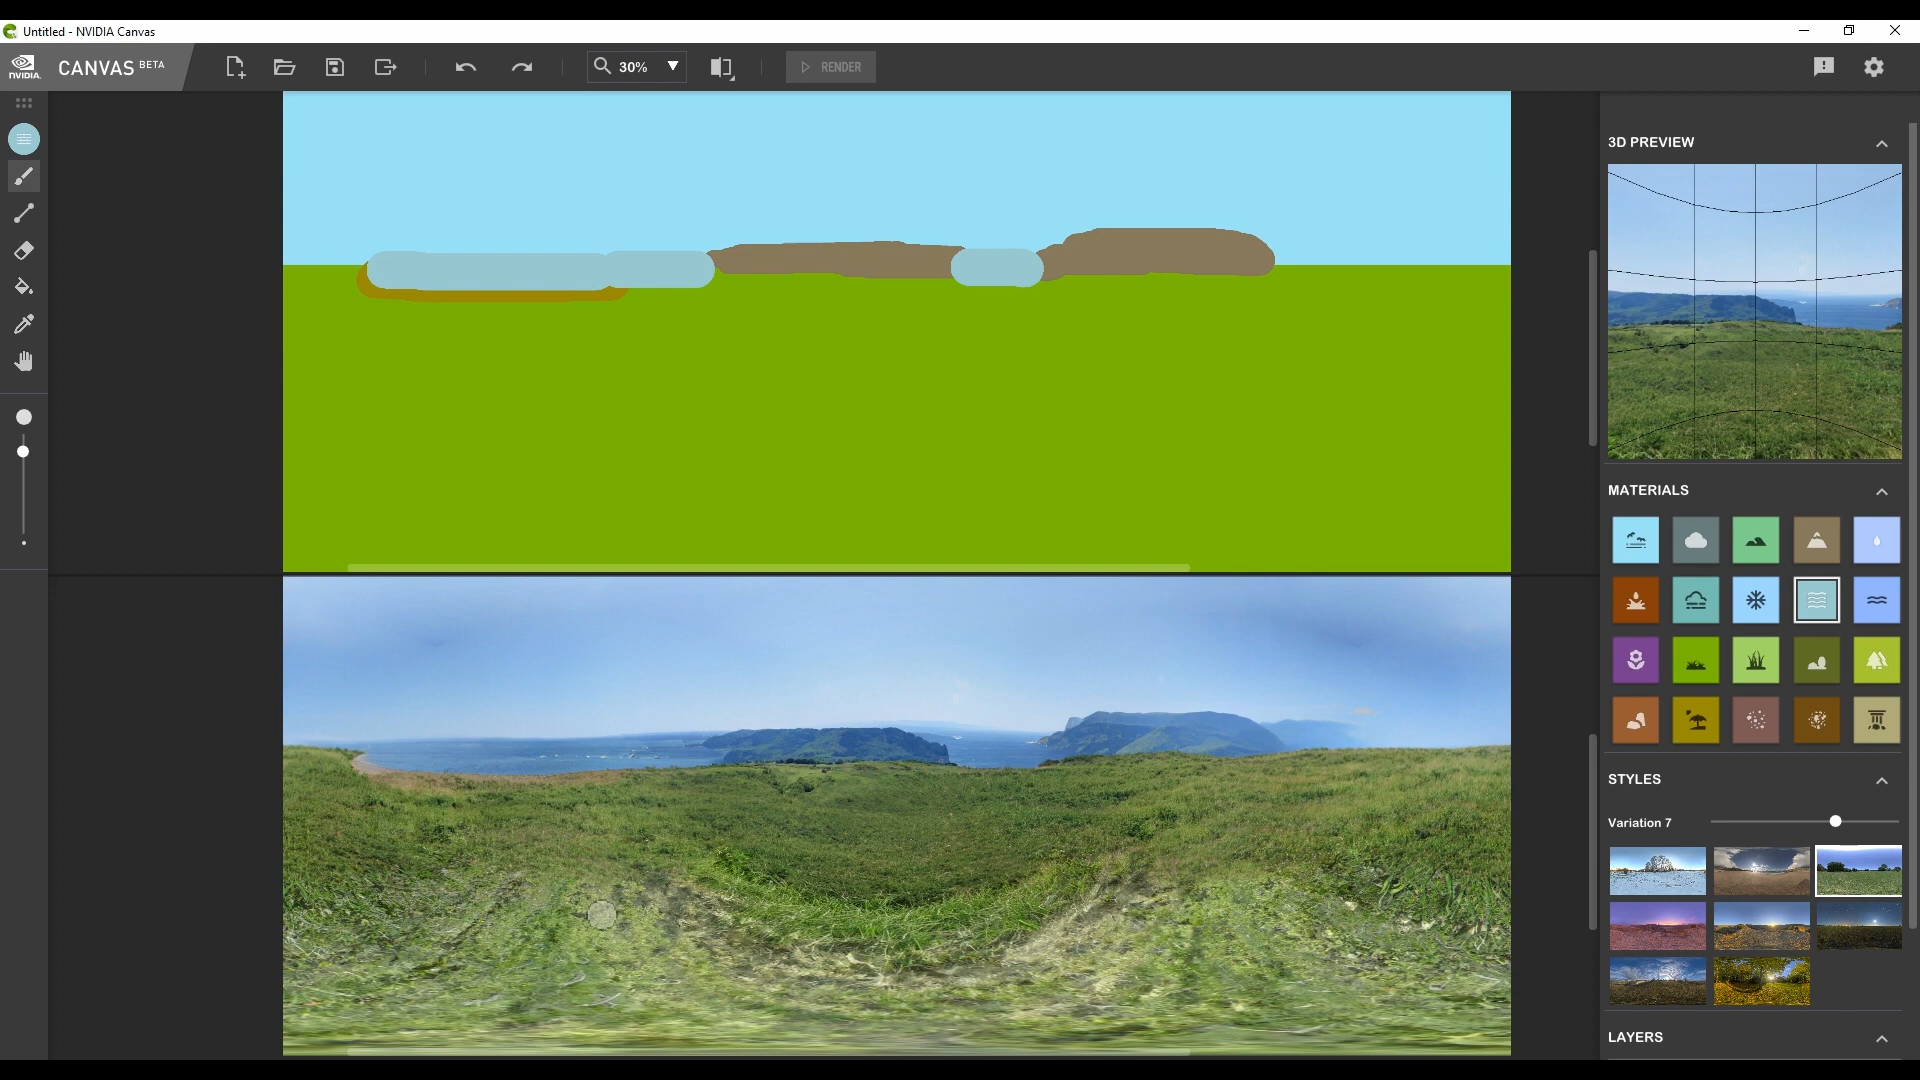 Untitled - NVIDIA Canvas
NVIDIA.
CANVAS BETA
30%
RENDER
3D PREVIEW
MATERIALS
STYLES
Variation 7
LAYERS